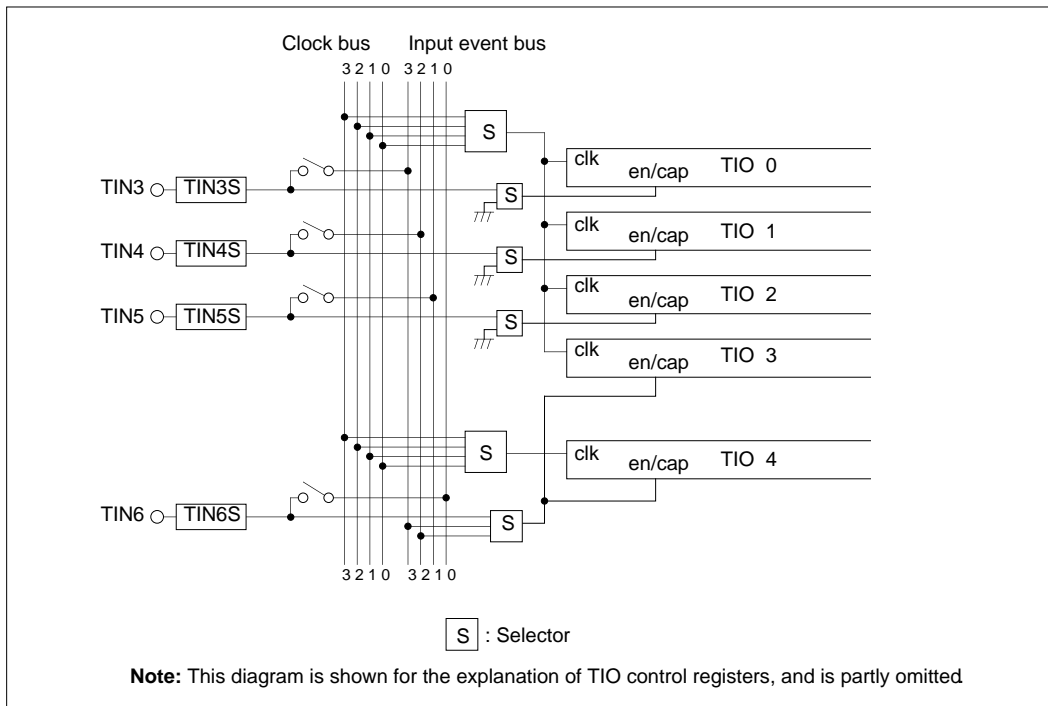 Clock bus Input event bus
3 2 1 0 3 2 1 0
S
clk
en/cap TIO 0
TIN3 TIN3S
S
clk
en/cap TIO 1
TIN4 TIN4S
S
clk
en/cap TIO 2
TIN5 TIN5S
S
clk
en/cap TIO 3
S
clk
en/cap TIO 4
TIN6 TIN6S
S
3 2 1 0 3 2 1 0
S : Selector
Note: This diagram is shown for the explanation of TIO control registers, and is partly omitted.